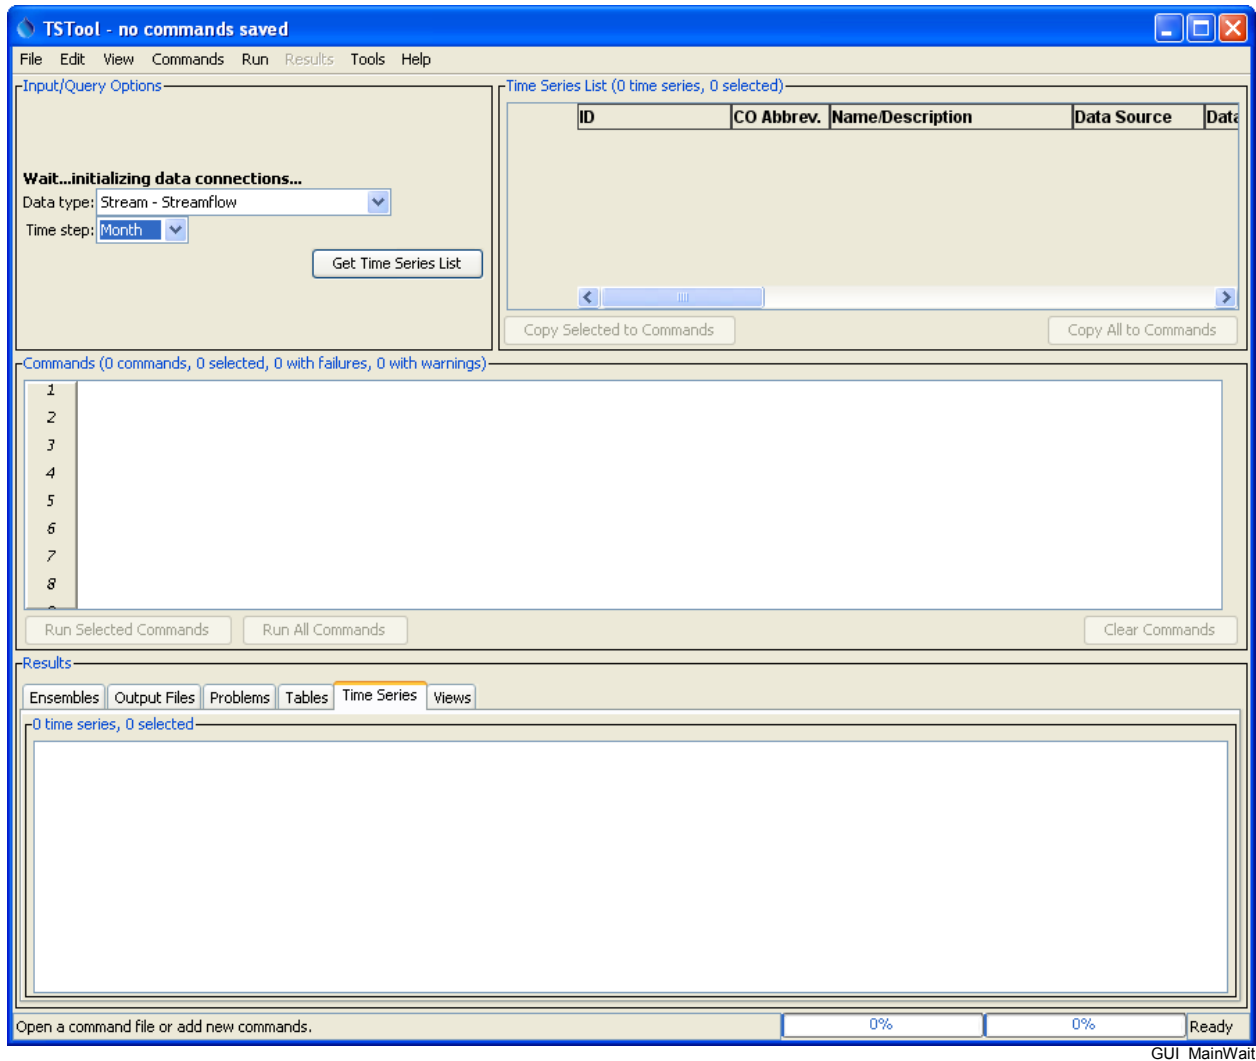 TSTool - no commands saved
File Edit View Commands Run Results Tools Help
Input/Query Options
Wait...initializing data connections...
Data type: Stream - Streamflow
Time step: Month
Get Time Series List
Time Series List (0 time series, 0 selected)
ID CO Abbrev. Name/Description Data Source Data
Copy Selected to Commands Copy All to Commands
Commands (0 commands, 0 selected, 0 with failures, 0 with warnings)
1
2
3
4
5
6
7
8
Run Selected Commands Run All Commands Clear Commands
Results
Ensembles Output Files Problems Tables Time Series Views
0 time series, 0 selected
Open a command file or add new commands. 0% 0% Ready
GUI_MainWait